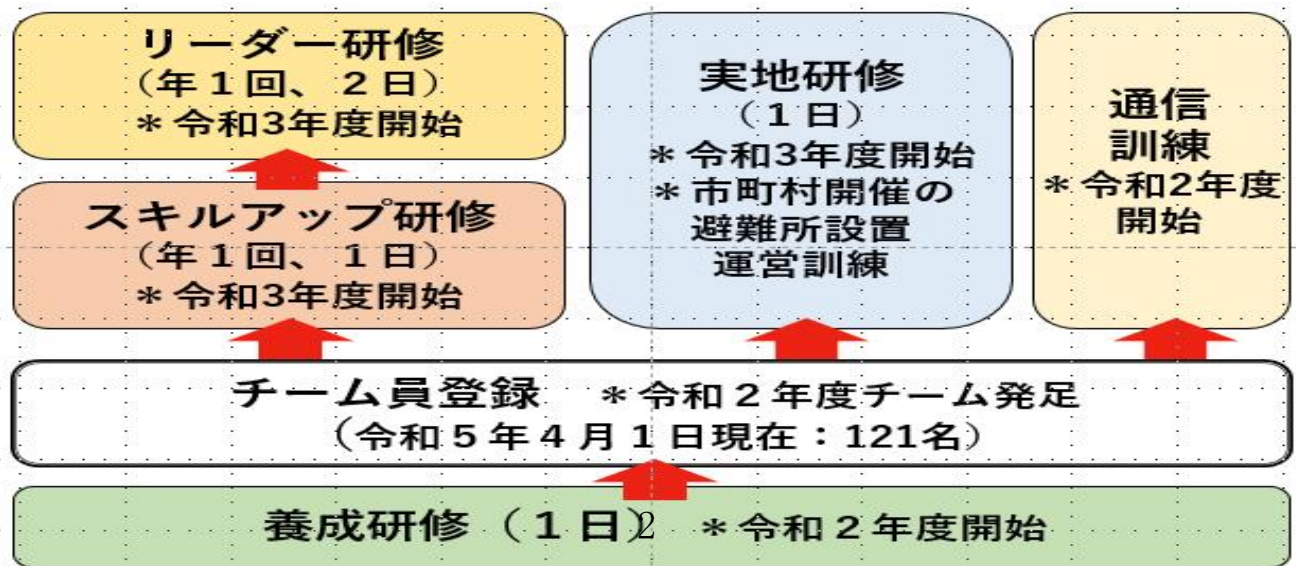 リーダー研修
（年１回、２日）
＊令和3年度開始
スキルアップ研修
（年１回、１日）
＊令和3年度開始
実地研修
（１日）
＊令和3年度開始
＊市町村開催の
避難所設置
運営訓練
通信
訓練
＊令和2年度
開始
チーム員登録　＊令和２年度チーム発足
（令和５年４月１日現在：121名）
養成研修（１日）2　＊令和２年度開始